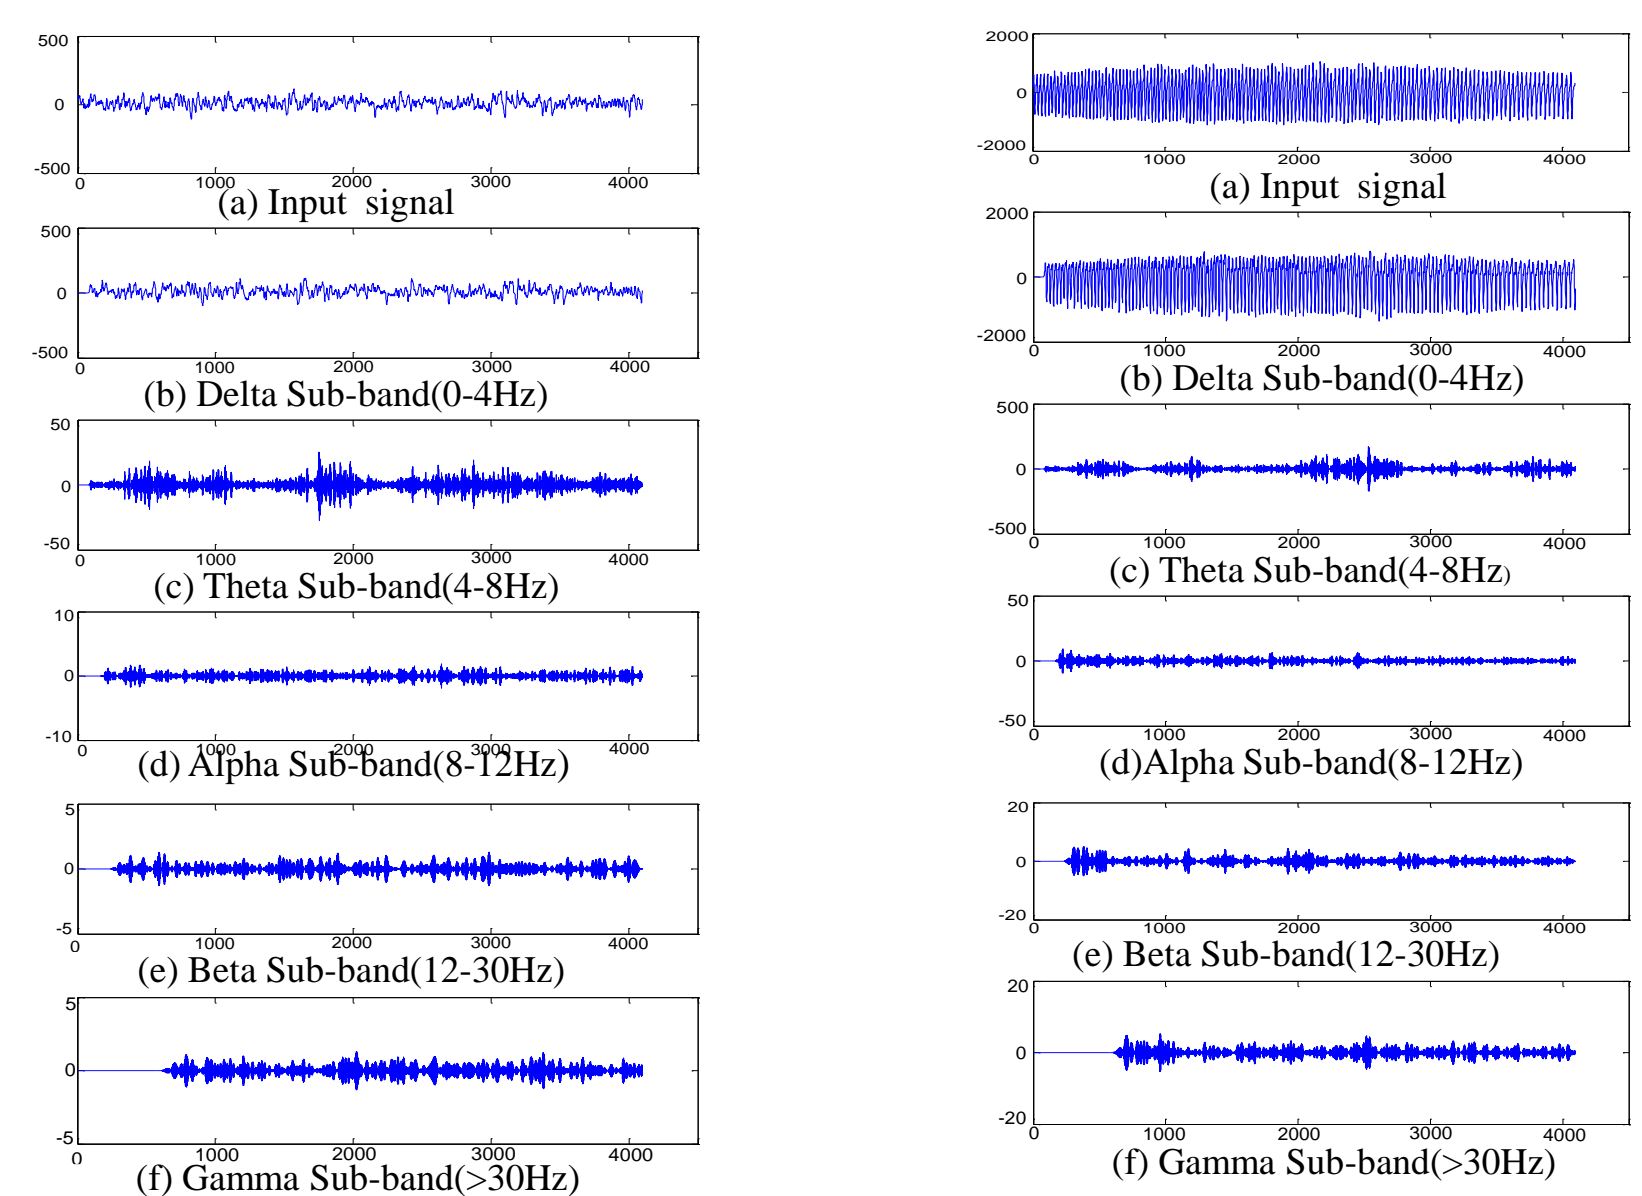 500
0
-500
0 1000 2000 3000 4000
(a) Input signal
500
0
-500
0 1000 2000 3000 4000
(b) Delta Sub-band(0-4Hz)
50
0
-50
0 1000 2000 3000 4000
(c) Theta Sub-band(4-8Hz)
10
0
-10
0 1000 2000 3000 4000
(d) Alpha Sub-band(8-12Hz)
5
0
-5
0 1000 2000 3000 4000
(e) Beta Sub-band(12-30Hz)
5
0
-5
0 1000 2000 3000 4000
(f) Gamma Sub-band(>30Hz)
2000
0
-2000
0 1000 2000 3000 4000
(a) Input signal
2000
0
-2000
0 1000 2000 3000 4000
(b) Delta Sub-band(0-4Hz)
500
0
-500
0 1000 2000 3000 4000
(c) Theta Sub-band(4-8Hz)
50
0
-50
0 1000 2000 3000 4000
(d)Alpha Sub-band(8-12Hz)
20
0
-20
0 1000 2000 3000 4000
(e) Beta Sub-band(12-30Hz)
20
0
-20
0 1000 2000 3000 4000
(f) Gamma Sub-band(>30Hz)